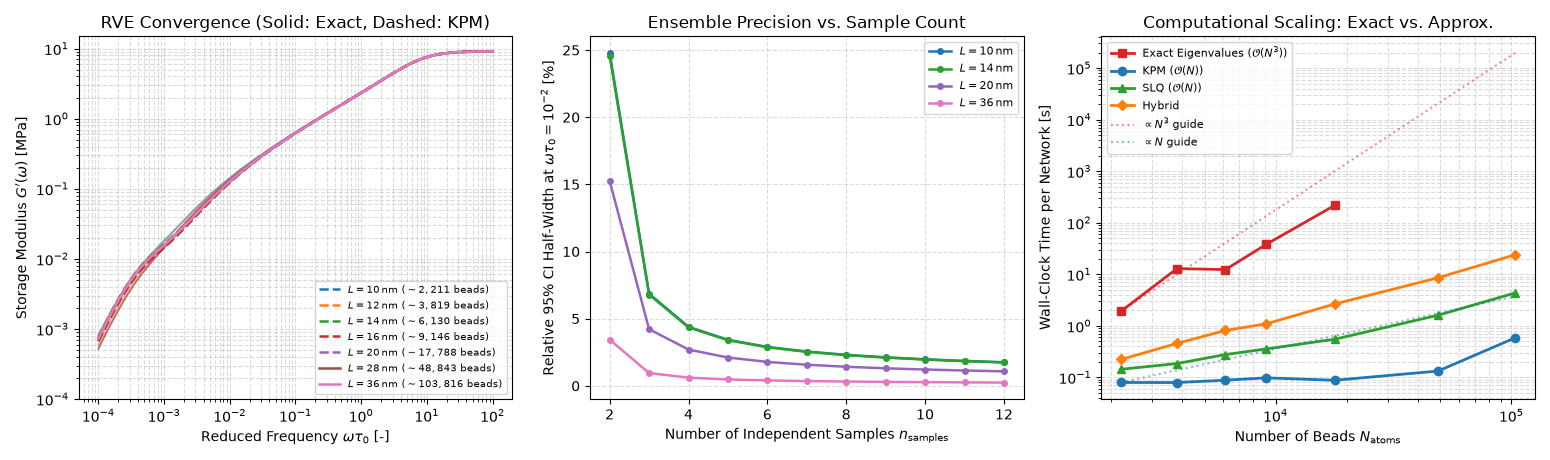 RVE Convergence (Solid: Exact, Dashed: KPM)
Storage Modulus G′(ω) [MPa]
10¹
10⁰
10⁻¹
10⁻²
10⁻³
10⁻⁴
L = 10 nm (~ 2, 211 beads)
L = 12 nm (~ 3, 819 beads)
L = 14 nm (~ 6, 130 beads)
L = 16 nm (~ 9, 146 beads)
L = 20 nm (~ 17, 788 beads)
L = 28 nm (~ 48, 843 beads)
L = 36 nm (~ 103, 816 beads)
10⁻⁴ 10⁻³ 10⁻² 10⁻¹ 10⁰ 10¹ 10²
Reduced Frequency ωτ₀ [-]
Ensemble Precision vs. Sample Count
Relative 95% CI Half-Width at ωτ₀ = 10⁻² [%]
25
20
15
10
5
0
L = 10 nm
L = 14 nm
L = 20 nm
L = 36 nm
2 4 6 8 10 12
Number of Independent Samples n_samples
Computational Scaling: Exact vs. Approx.
Wall-Clock Time per Network [s]
10⁵
10⁴
10³
10²
10¹
10⁰
10⁻¹
Exact Eigenvalues (𝒪(N³))
KPM (𝒪(N))
SLQ (𝒪(N))
Hybrid
∝ N³ guide
∝ N guide
10⁴ 10⁵
Number of Beads N_atoms